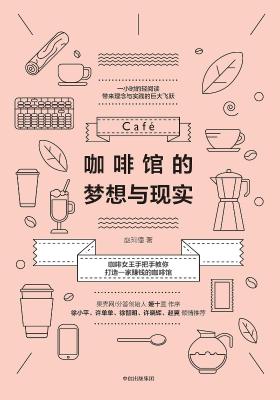 一小时的轻阅读
带来理念与实践的巨大飞跃
Café
咖啡馆的
梦想与现实
赵珂僮 著
咖啡女王手把手教你
打造一家赚钱的咖啡馆
果壳网/分答创始人 姬十三 作序
徐小平、许单单、徐智明、许晓辉、赵昊 倾情推荐
中信出版集团